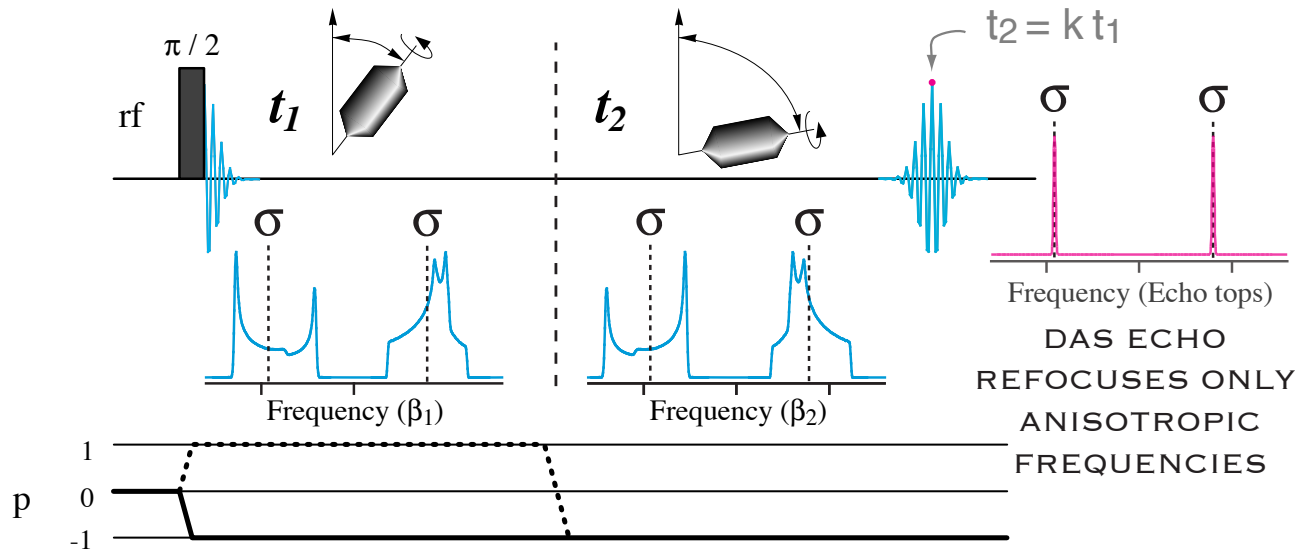 π / 2
rf
t1
t2
t2 = k t1
σ
σ
σ
σ
σ
σ
Frequency (β1)
Frequency (β2)
Frequency (Echo tops)
DAS ECHO
REFOCUSES ONLY
ANISOTROPIC
FREQUENCIES
p
1
0
-1